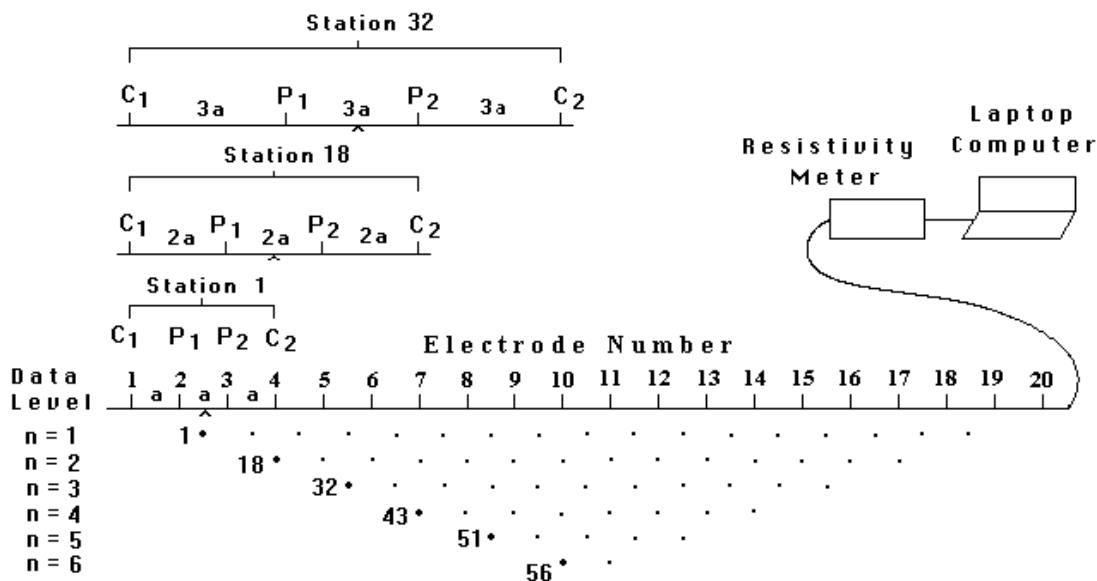 Station 32
C1 3a P1 3a P2 3a C2
Station 18
C1 2a P1 2a P2 2a C2
Station 1
C1 P1 P2 C2
Resistivity Meter
Laptop Computer
Electrode Number
Data Level
1 2 3 4 5 6 7 8 9 10 11 12 13 14 15 16 17 18 19 20
a a a
n = 1 1
n = 2 18
n = 3 32
n = 4 43
n = 5 51
n = 6 56